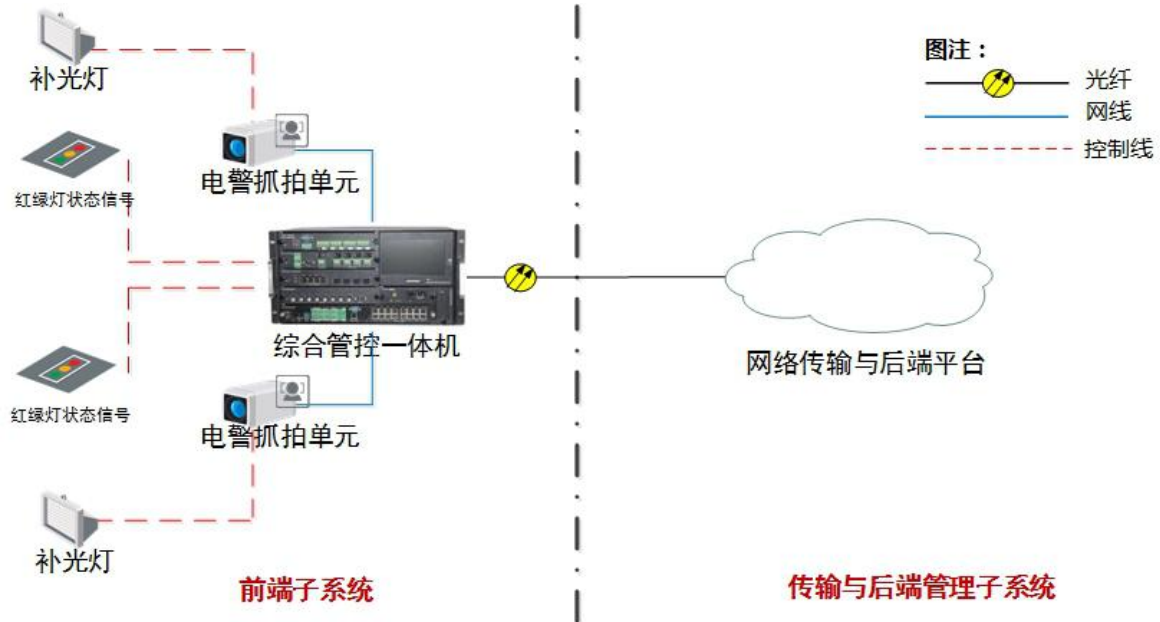 补光灯
红绿灯状态信号
电警抓拍单元
综合管控一体机
红绿灯状态信号
电警抓拍单元
补光灯
前端子系统
图注：
光纤
网线
控制线
网络传输与后端平台
传输与后端管理子系统